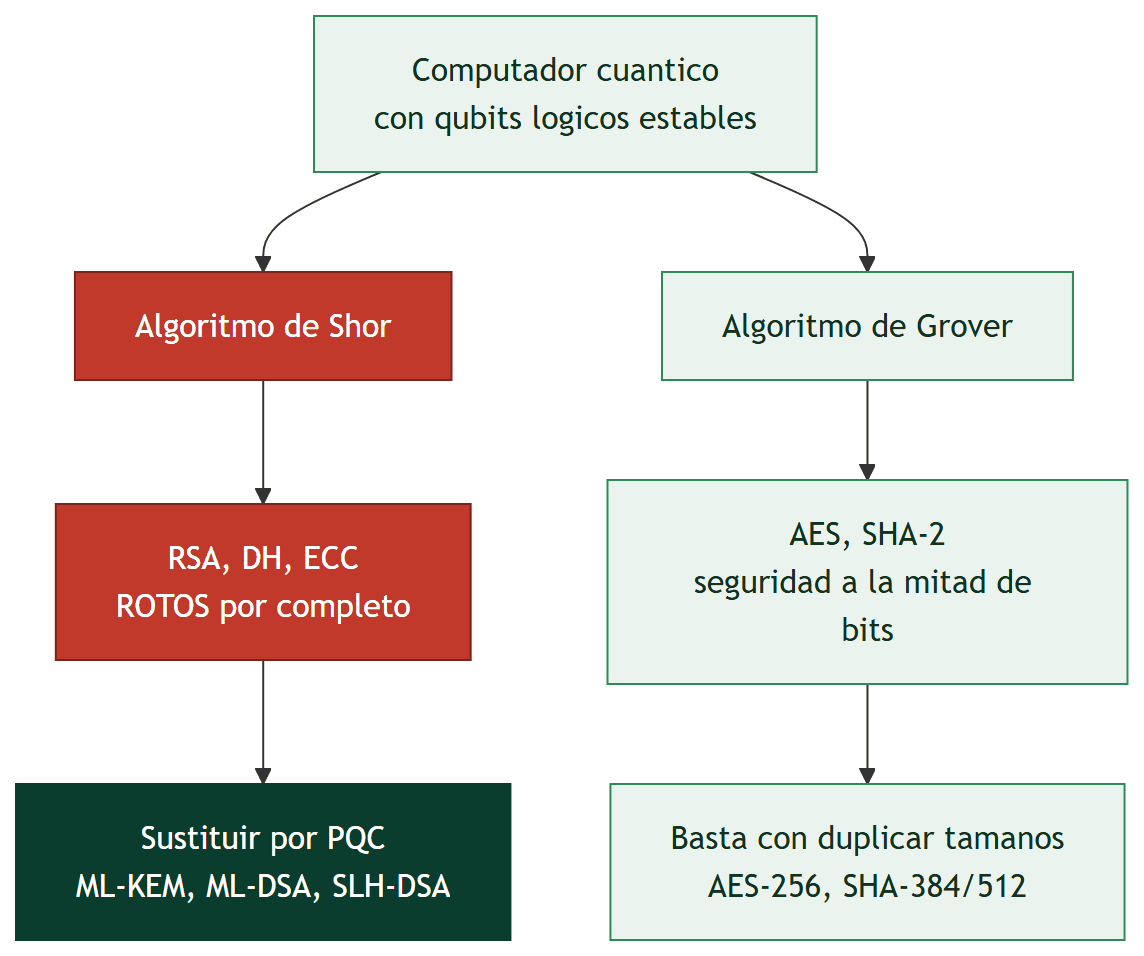 Computador cuantico
con qubits logicos estables
Algoritmo de Shor
Algoritmo de Grover
RSA, DH, ECC
ROTOS por completo
AES, SHA-2
seguridad a la mitad de
bits
Sustituir por PQC
ML-KEM, ML-DSA, SLH-DSA
Basta con duplicar tamanos
AES-256, SHA-384/512